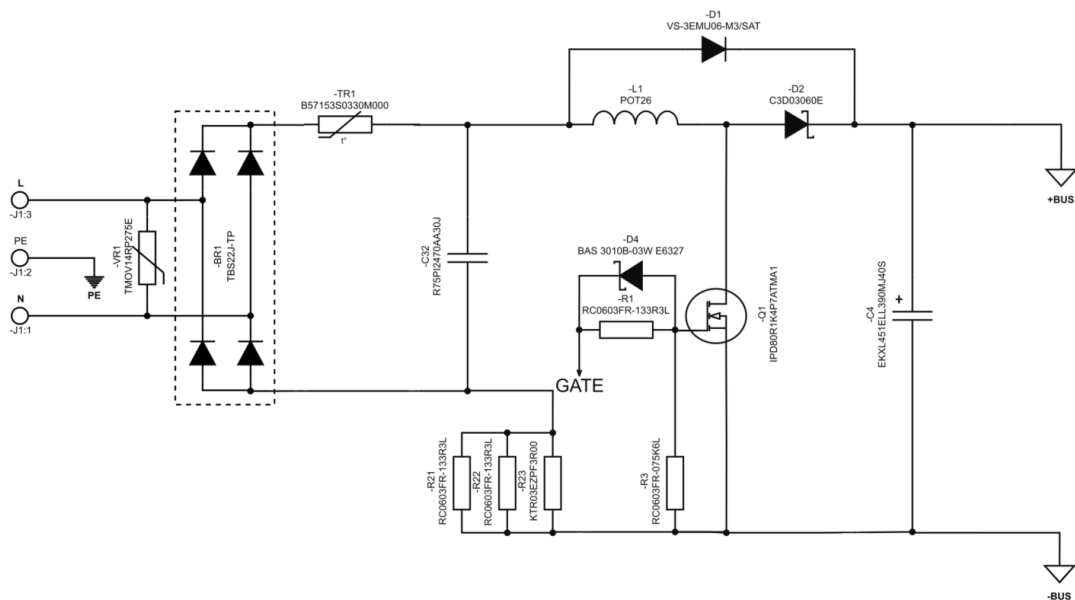 -D1
VS-3EMU06-M3/SAT
-TR1
B57153S0330M000
t°
-L1
POT26
-D2
C3D03060E
L
-J1:3
PE
-J1:2
PE
N
-J1:1
-VR1
TMOV14RP275E
-BR1
TBS22J-TP
-C32
R75PI2470AA30J
-D4
BAS 3010B-03W E6327
-R1
RC0603FR-133R3L
GATE
-Q1
IPD80R1K4P7ATMA1
+
-C4
EKXL451ELL390MJ40S
+BUS
-R21
RC0603FR-133R3L
-R22
RC0603FR-133R3L
-R23
KTR03EZPF3R00
-R3
RC0603FR-075K6L
-BUS